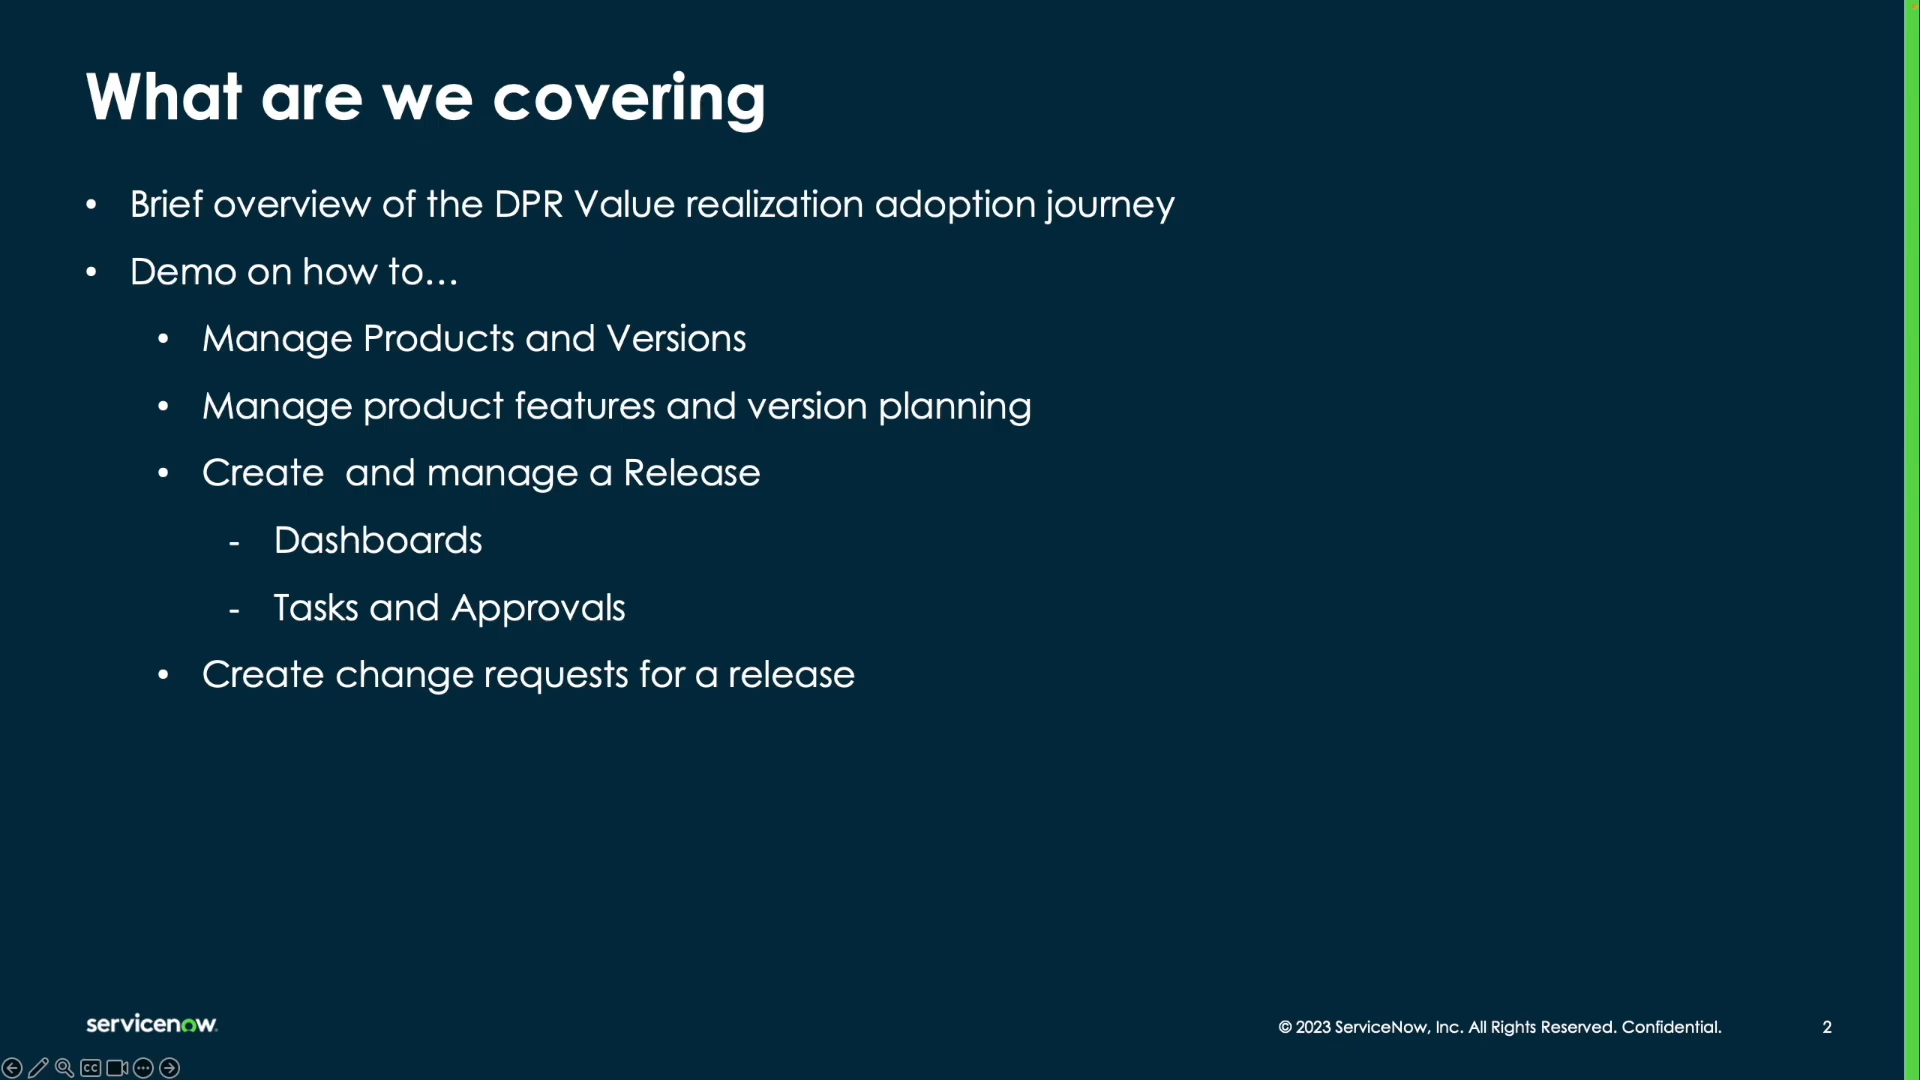 What are we covering
• Brief overview of the DPR Value realization adoption journey
• Demo on how to…
• Manage Products and Versions
• Manage product features and version planning
• Create  and manage a Release
- Dashboards
- Tasks and Approvals
• Create change requests for a release
servicenow.
© 2023 ServiceNow, Inc. All Rights Reserved. Confidential.
2
CC